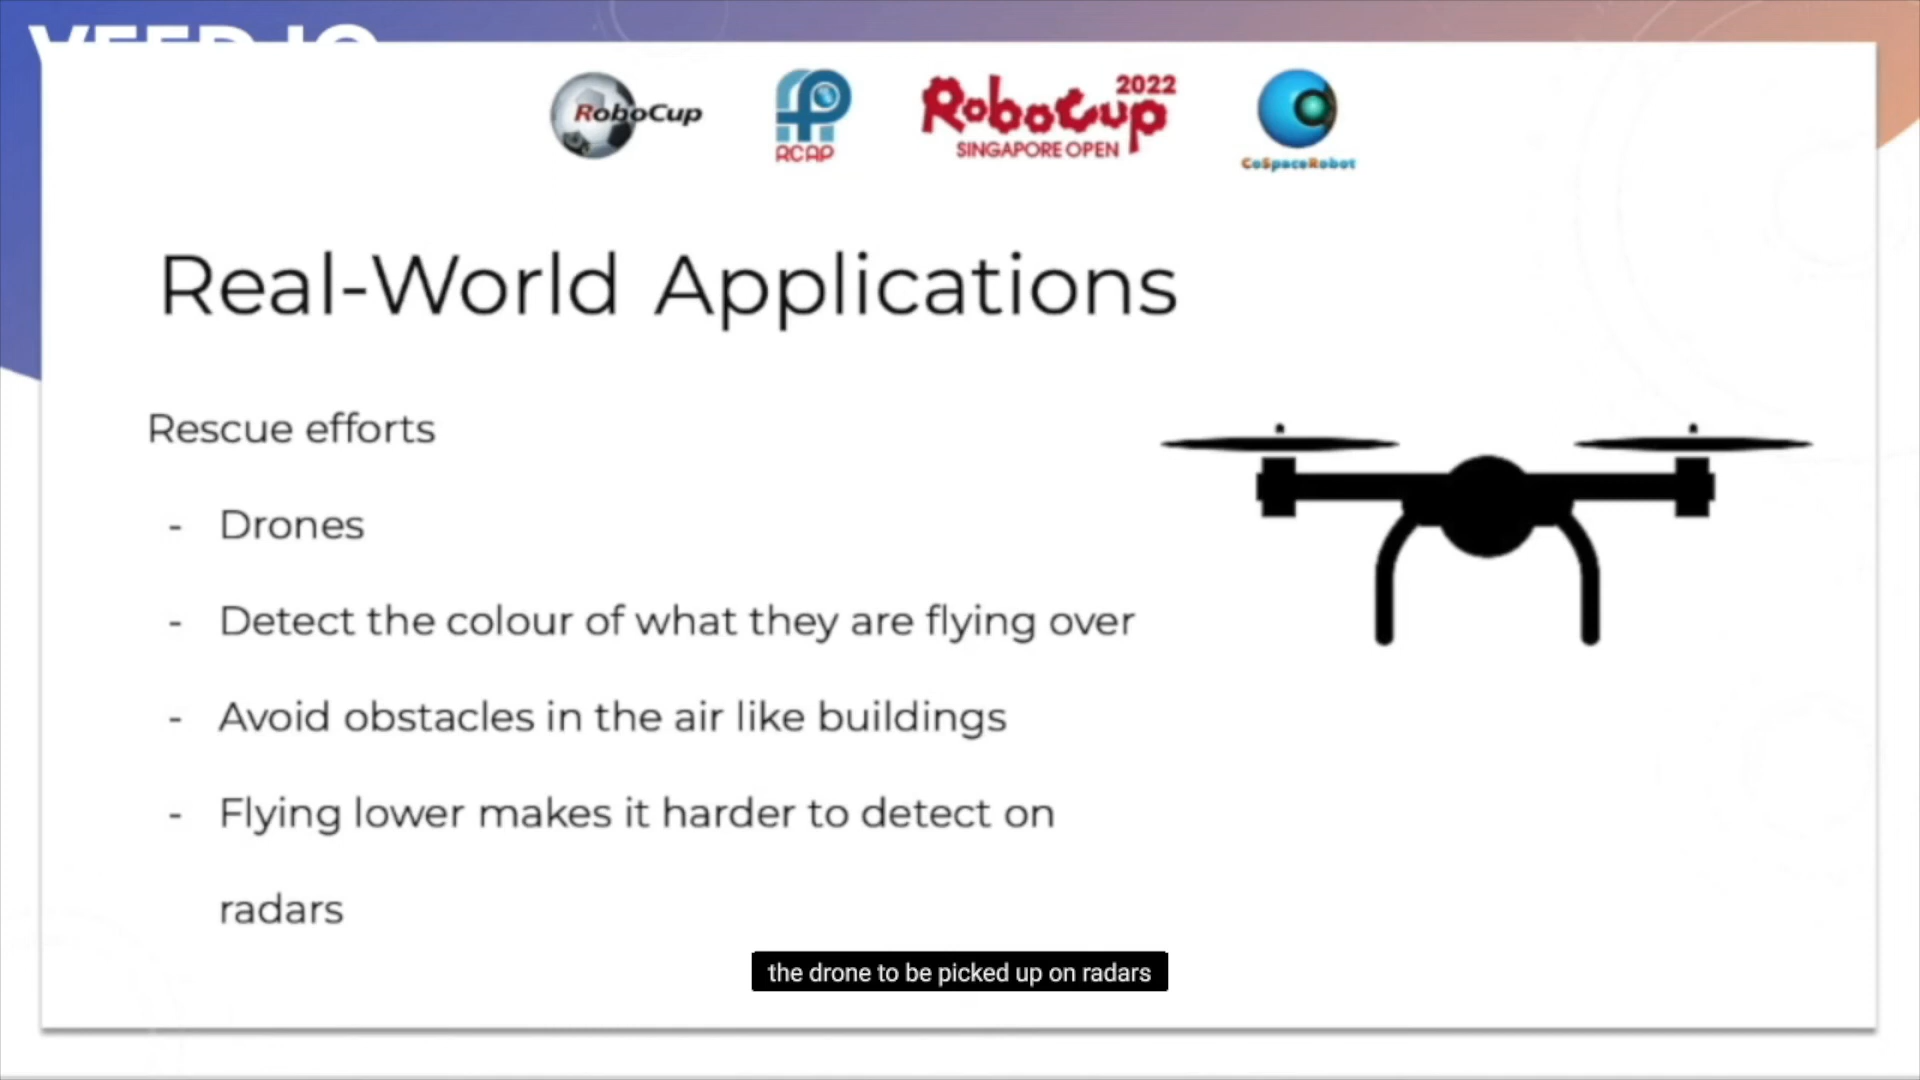 VEED.IO
RoboCup
RCAP
RoboCup 2022
SINGAPORE OPEN
CoSpaceRobot
Real-World Applications
Rescue efforts
- Drones
- Detect the colour of what they are flying over
- Avoid obstacles in the air like buildings
- Flying lower makes it harder to detect on
radars
the drone to be picked up on radars